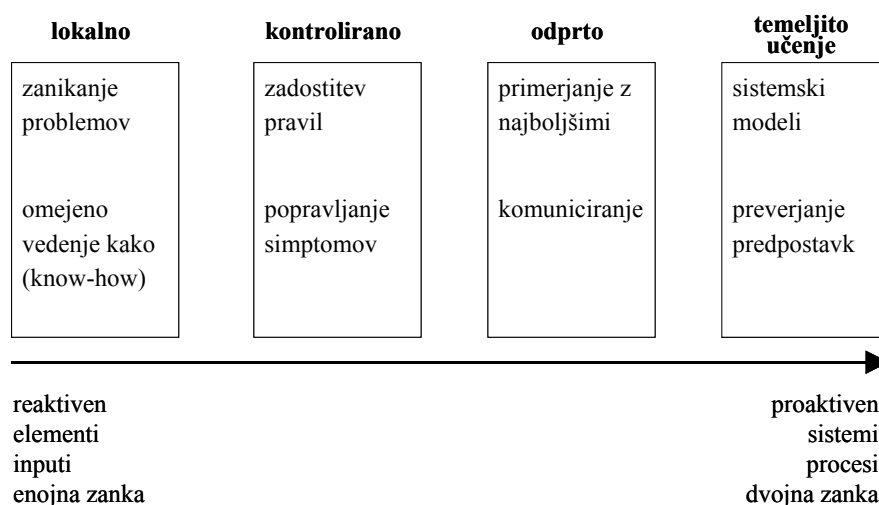 lokalno
zanikanje
problemov
omejeno
vedenje kako
(know-how)
kontrolirano
zadostitev
pravil
popravljanje
simptomov
odprto
primerjanje z
najboljšimi
komuniciranje
temeljito
učenje
sistemski
modeli
preverjanje
predpostavk
reaktiven
elementi
inputi
enojna zanka
proaktiven
sistemi
procesi
dvojna zanka